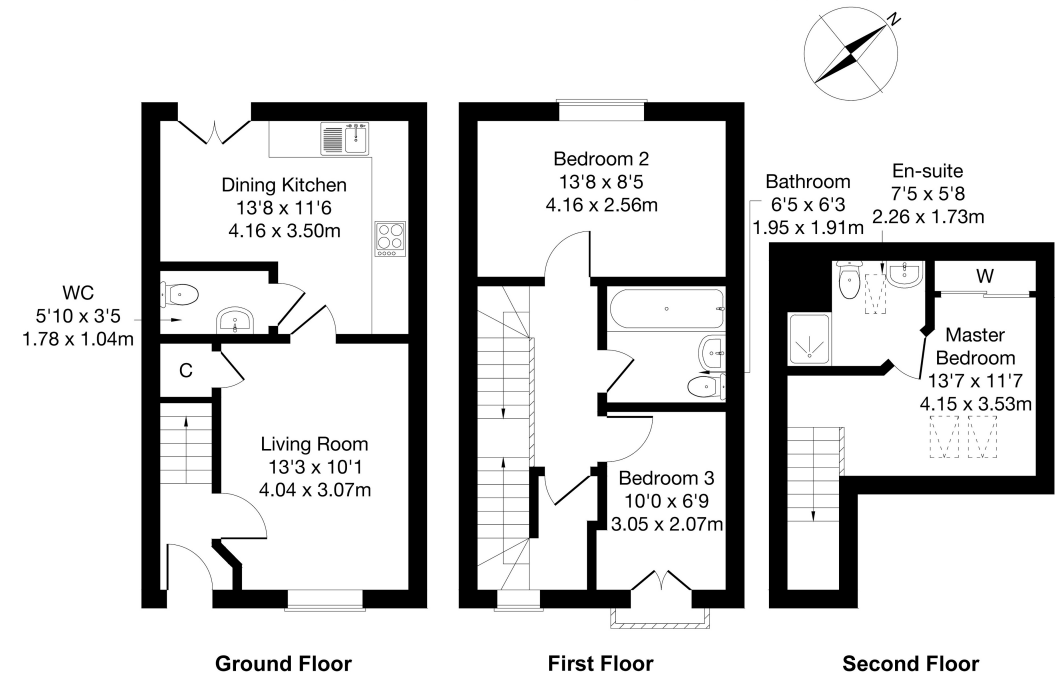 N
Dining Kitchen
13'8 x 11'6
4.16 x 3.50m
WC
5'10 x 3'5
1.78 x 1.04m
C
Living Room
13'3 x 10'1
4.04 x 3.07m
Ground Floor
Bedroom 2
13'8 x 8'5
4.16 x 2.56m
Bathroom
6'5 x 6'3
1.95 x 1.91m
Bedroom 3
10'0 x 6'9
3.05 x 2.07m
First Floor
En-suite
7'5 x 5'8
2.26 x 1.73m
W
Master
Bedroom
13'7 x 11'7
4.15 x 3.53m
Second Floor